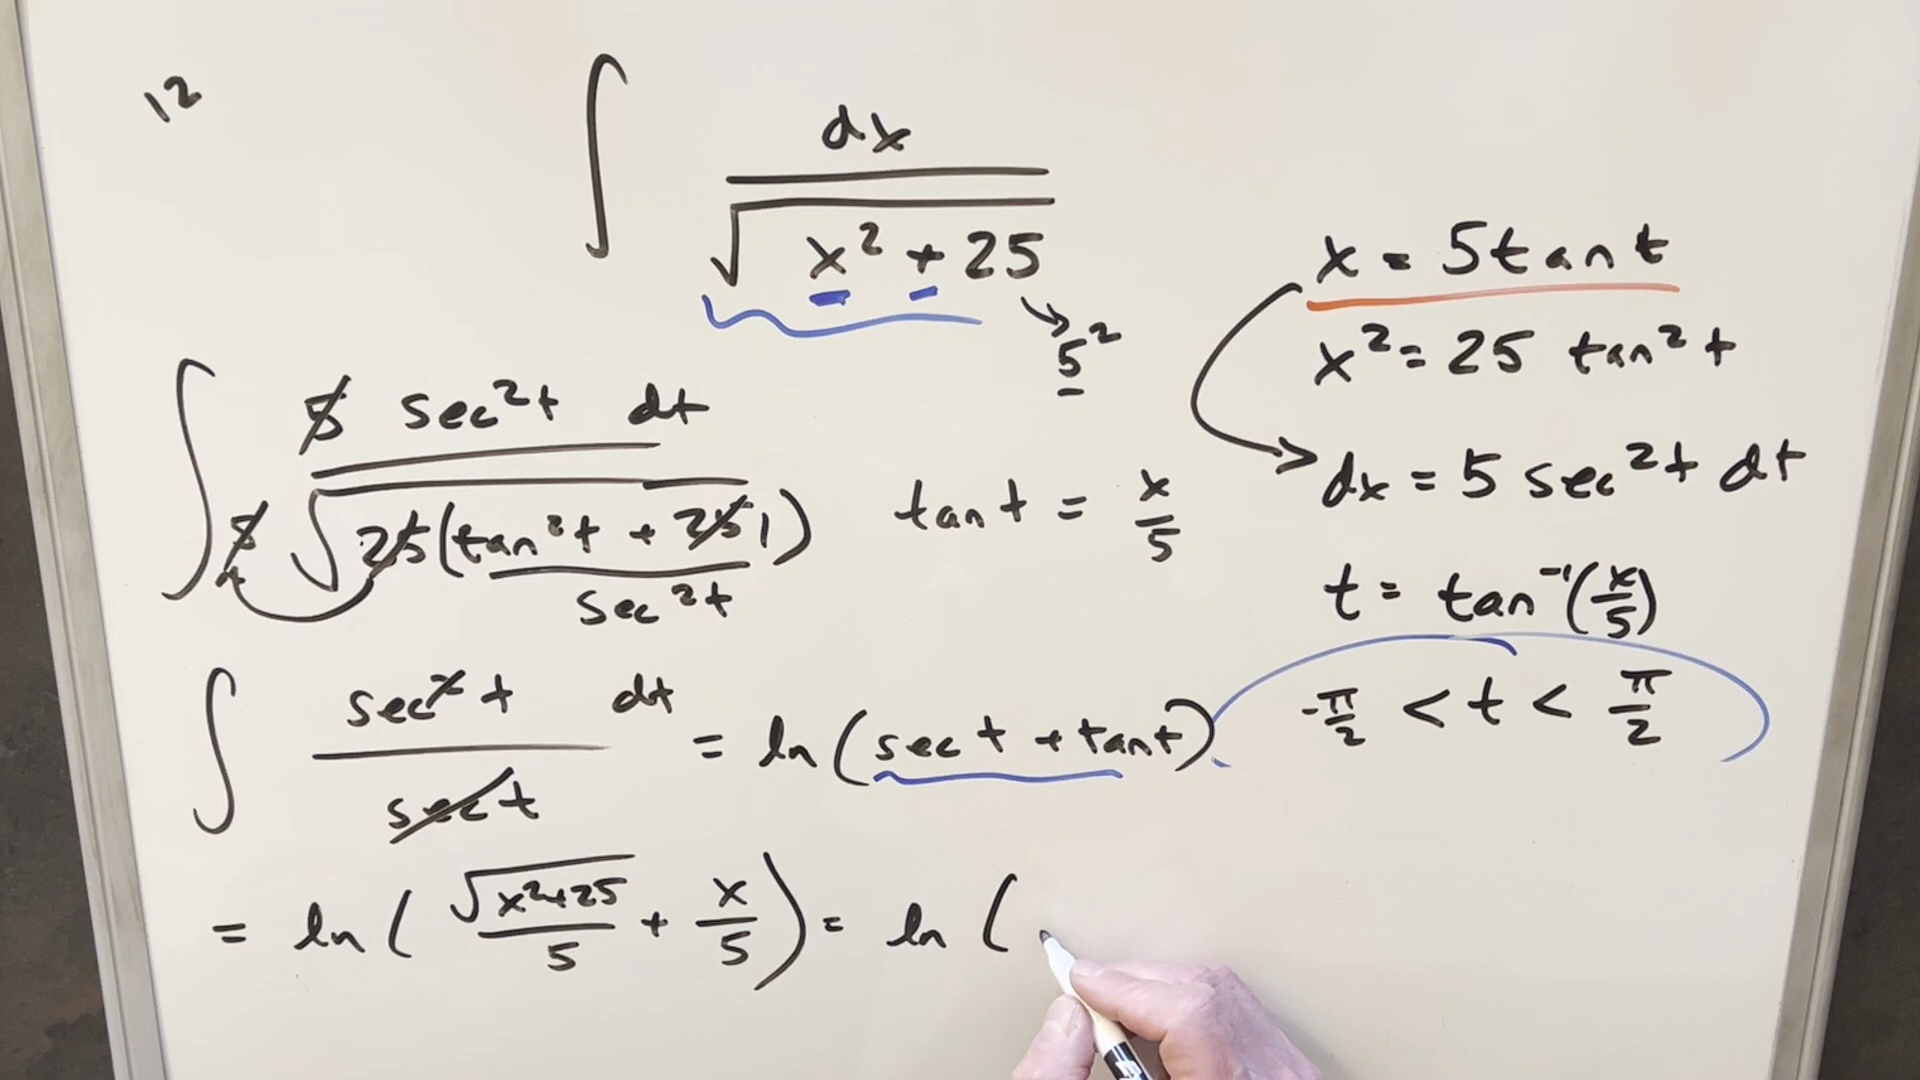 12
∫ dx / √(x² + 25)
→ 5²
x = 5tan t
x² = 25 tan² t
dx = 5 sec² t dt
∫ 5 sec² t dt / 5 √(25(tan² t + 25 1))
sec² t
tan t = x/5
t = tan⁻¹(x/5)
-π/2 < t < π/2
∫ sec² t / sec t dt = ln(sec t + tan t)
= ln( √(x²+25)/5 + x/5 ) = ln (